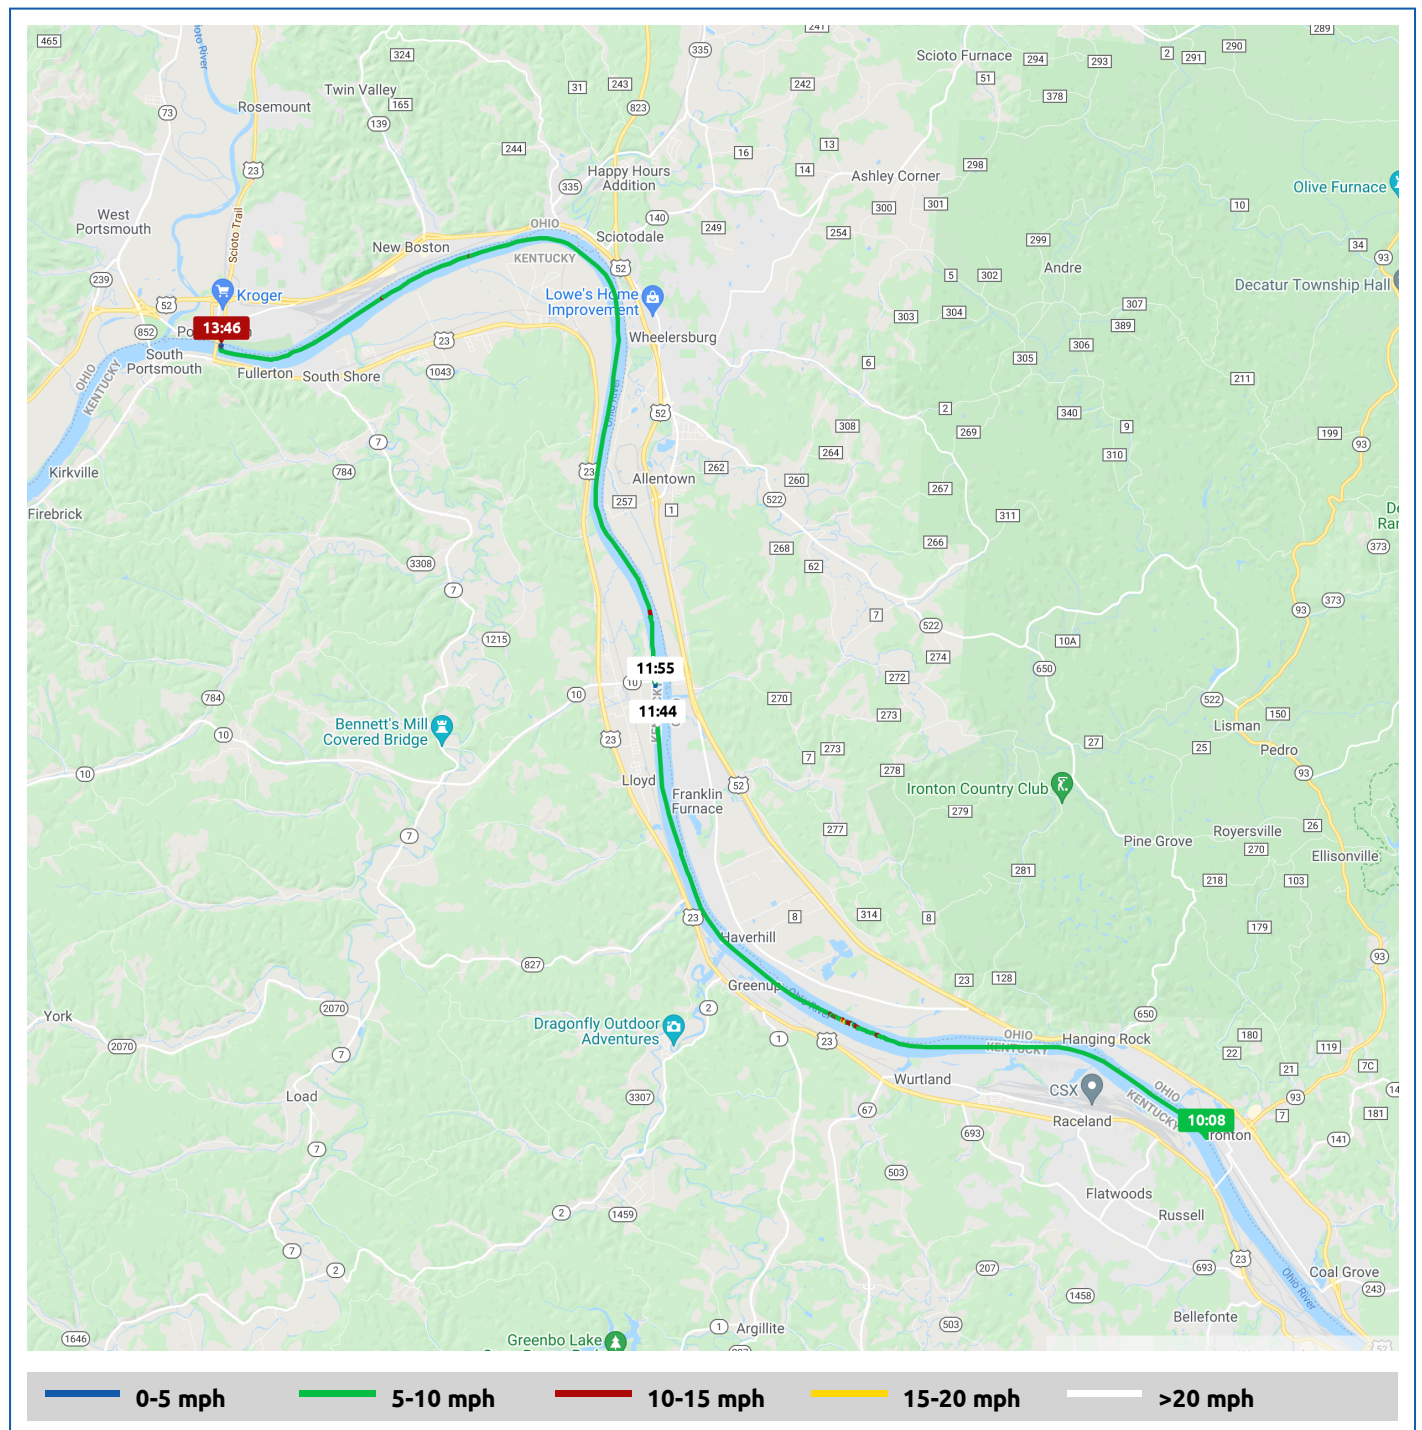 465
324
335
241
289
Scioto Furnace
294
293
2
291
290
Scioto River
51
Twin Valley
165
31
243
242
378
Rosemount
73
823
139
244
16
13
Happy Hours
Addition
14
298
23
335
Ashley Corner
Olive Furnace
300
301
10
West
Portsmouth
Scioto Trail
OHIO
140
249
254
299
34
New Boston
Sciotodale
93
KENTUCKY
52
5
302
Andre
Decatur Township Hall
239
Kroger
Lowe's Home
Improvement
52
303
304
307
389
13:46
852
Wheelersburg
306
23
South
Portsmouth
Fullerton
South Shore
1043
6
305
211
OHIO
KENTUCKY
52
2
340
308
269
9
199
7
264
310
93
Kirkville
784
23
262
Allentown
260
267
522
257
1
311
Firebrick
266
373
268
3308
62
7
93
373
7
522
1215
10A
274
650
11:55
272
10
10
784
270
522
11:44
273
150
Lisman
10
Bennett's Mill
Covered Bridge
23
27
25
Pedro
273
7
10
278
93
Lloyd
Franklin
Furnace
52
Ironton Country Club
279
277
7
Royersville
26
Pine Grove
270
Ellisonville
281
218
103
23
8
314
8
179
Haverhill
93
827
23
128
Greenup
Ohio River
2070
2
650
York
Dragonfly Outdoor
Adventures
OHIO
KENTUCKY
Hanging Rock
180
2070
1
23
22
119
7
21
7C
Wurtland
CSX
OHIO
KENTUCKY
Load
3307
67
93
Raceland
10:08
7
181
693
141
7
503
Flatwoods
2
1459
Russell
7
23
2
207
693
Coal Grove
Ohio River
243
1458
Bellefonte
1646
Greenbo Lake
1
Argillite
503
52
0-5 mph
5-10 mph
10-15 mph
15-20 mph
>20 mph